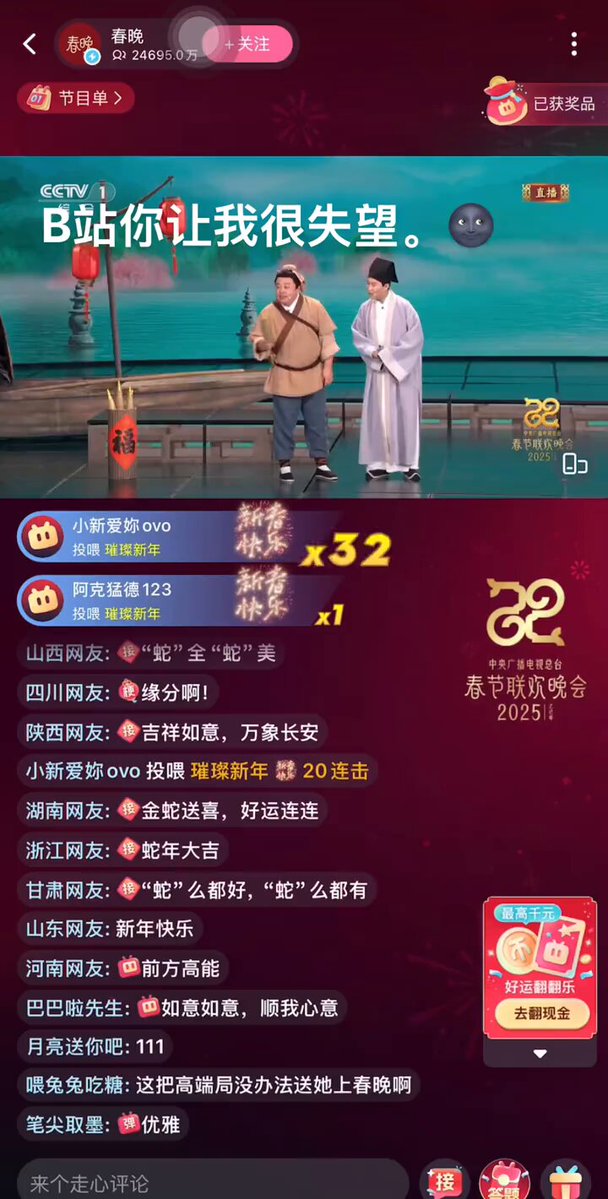 春晚
春晚
24695.0万
+关注
01
节目单
已获奖品
CCTV 1
直播
B站你让我很失望。🌚
福
中央广播电视总台
春节联欢晚会
2025
小新爱妳ovo
投喂 璀璨新年
新春快乐
x32
阿克猛德123
投喂 璀璨新年
新春快乐
x1
山西网友: 接“蛇”全“蛇”美
四川网友: 缘分啊!
陕西网友: 接吉祥如意，万象长安
小新爱妳ovo 投喂 璀璨新年 20连击
湖南网友: 接金蛇送喜，好运连连
浙江网友: 接蛇年大吉
甘肃网友: 接“蛇”么都好，“蛇”么都有
山东网友: 新年快乐
河南网友: 前方高能
巴巴啦先生: 如意如意，顺我心意
月亮送你吧: 111
喂兔兔吃糖: 这把高端局没办法送她上春晚啊
笔尖取墨: 弹优雅
中央广播电视总台
春节联欢晚会
2025
最高千元
好运翻翻乐
去翻现金
来个走心评论
接
答题